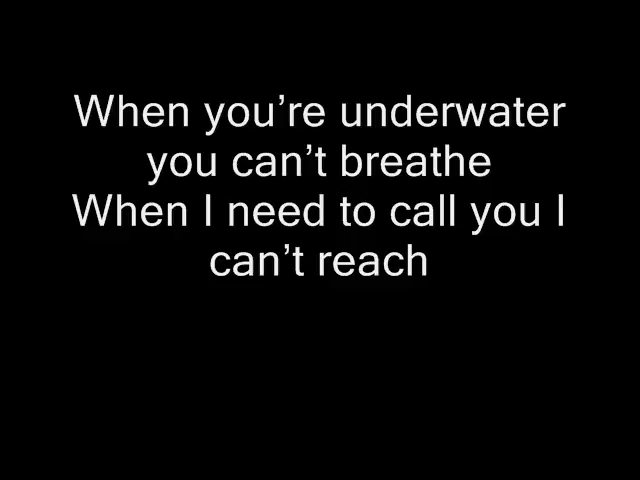 When you’re underwater
you can’t breathe
When I need to call you I
can’t reach